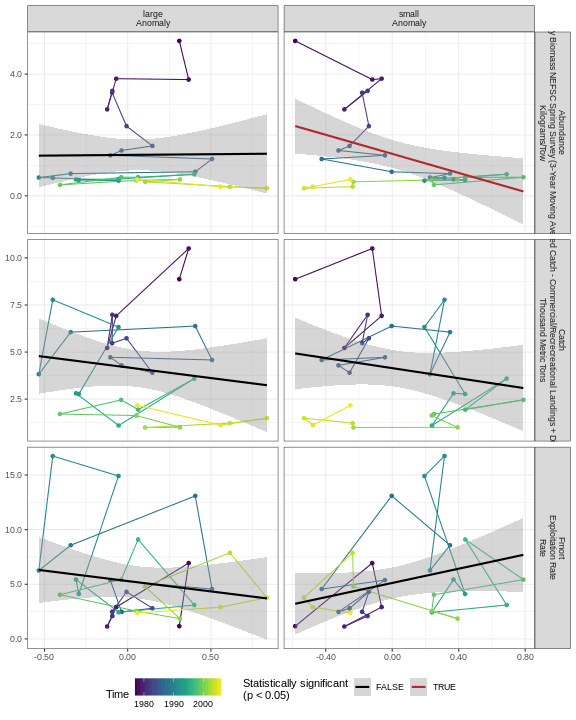 large
Anomaly
small
Anomaly
4.0
2.0
0.0
Abundance
Biomass NEFSC Spring Survey (3-Year Moving
Kilograms/Tow
10.0
7.5
5.0
2.5
Catch
Catch - Commercial/Recreational Landings +
Thousand Metric Tons
15.0
10.0
5.0
0.0
Fmort
Exploitation Rate
Rate
-0.50
0.00
0.50
-0.40
0.00
0.40
0.80
Time
1980
1990
2000
Statistically significant
(p < 0.05)
FALSE
TRUE